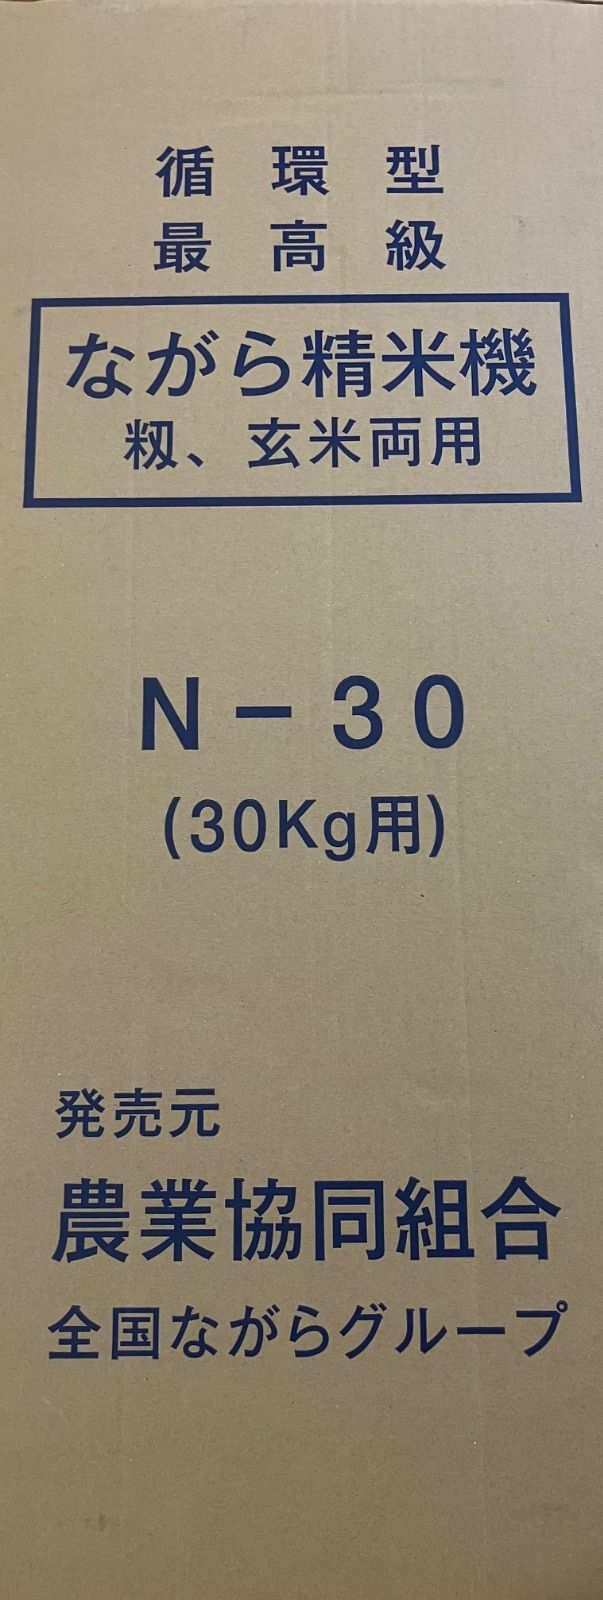 循環型
最高級
ながら精米機
籾、玄米両用
N-30
(30Kg用)
発売元
農業協同組合
全国ながらグループ